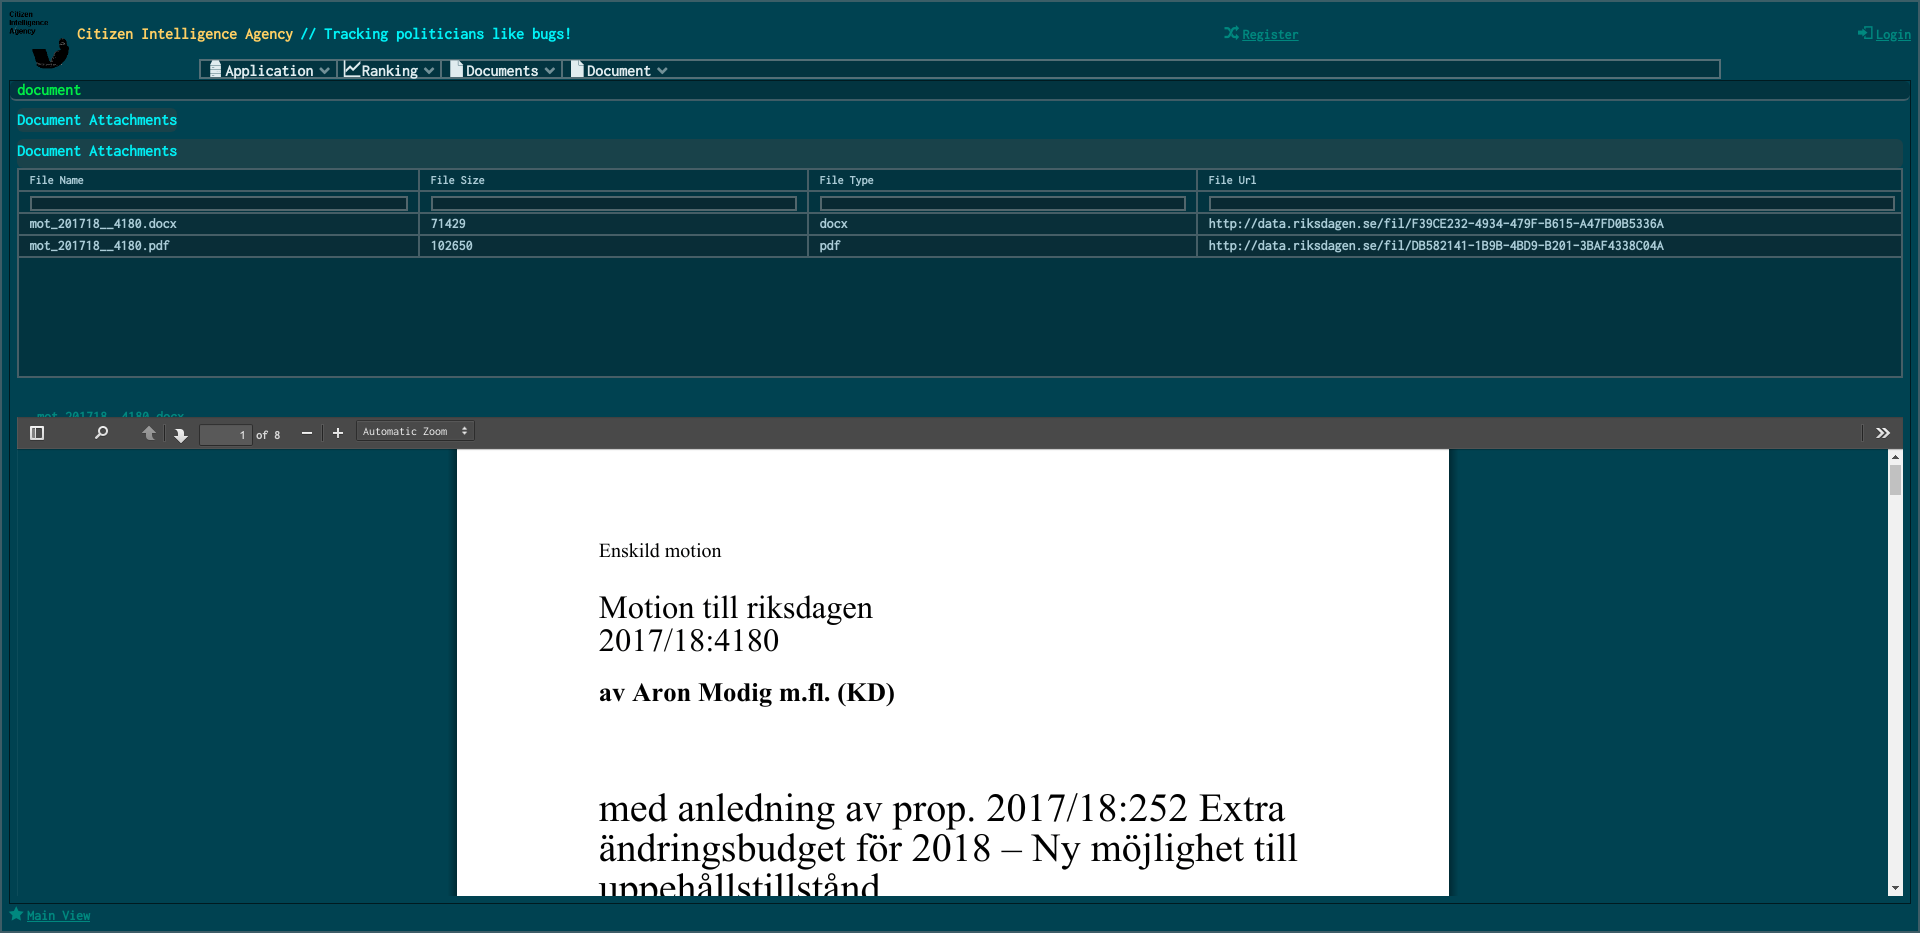 Citizen
Intelligence
Agency
Citizen Intelligence Agency // Tracking politicians like bugs!
Register
Login
Application
Ranking
Documents
Document
document
Document Attachments
Document Attachments
File Name File Size File Type File Url
mot_201718__4180.docx 71429 docx http://data.riksdagen.se/fil/F39CE232-4934-479F-B615-A47FD0B5336A
mot_201718__4180.pdf 102650 pdf http://data.riksdagen.se/fil/DB582141-1B9B-4BD9-B201-3BAF4338C04A
mot_201718__4180.docx
1 of 8 Automatic Zoom
Enskild motion
Motion till riksdagen
2017/18:4180
av Aron Modig m.fl. (KD)
med anledning av prop. 2017/18:252 Extra
ändringsbudget för 2018 – Ny möjlighet till
uppehållstillstånd
Main View